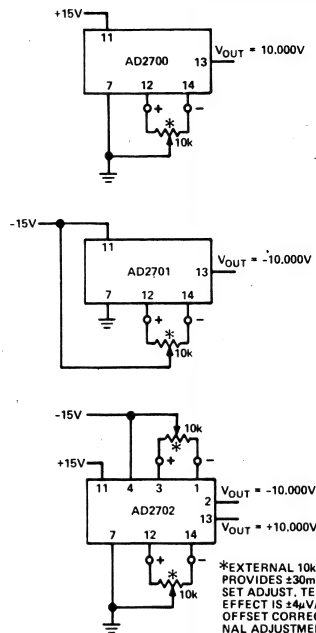 +15V
11
AD2700
13
V_OUT = 10.000V
7 12 14
+ * −
10k
-15V
11
AD2701
13
V_OUT = -10.000V
7 12 14
+ * −
10k
-15V
10k
*
+15V
+ −
11 4 3 1
AD2702
2
V_OUT = -10.000V
13
V_OUT = +10.000V
7 12 14
+ * −
10k
*EXTERNAL 10k
PROVIDES ±30m
SET ADJUST. TE
EFFECT IS ±4μV/
OFFSET CORREC
NAL ADJUSTME